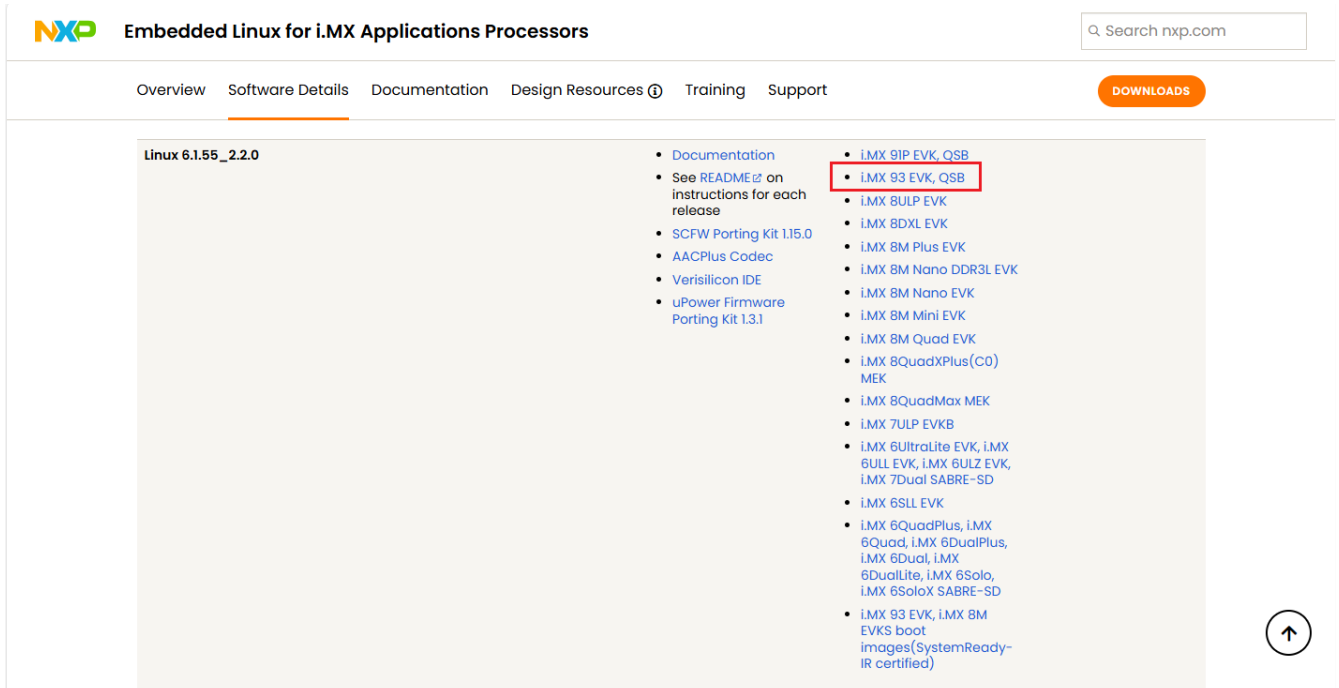 NXP Embedded Linux for i.MX Applications Processors
Search nxp.com
Overview Software Details Documentation Design Resources Training Support
DOWNLOADS
Linux 6.1.55_2.2.0
Documentation
See README on
instructions for each
release
SCFW Porting Kit 1.15.0
AACPlus Codec
Verisilicon IDE
uPower Firmware
Porting Kit 1.3.1
i.MX 91P EVK, QSB
i.MX 93 EVK, QSB
i.MX 8ULP EVK
i.MX 8DXL EVK
i.MX 8M Plus EVK
i.MX 8M Nano DDR3L EVK
i.MX 8M Nano EVK
i.MX 8M Mini EVK
i.MX 8M Quad EVK
i.MX 8QuadXPlus(C0)
MEK
i.MX 8QuadMax MEK
i.MX 7ULP EVKB
i.MX 6UltraLite EVK, i.MX
6ULL EVK, i.MX 6ULZ EVK,
i.MX 7Dual SABRE-SD
i.MX 6SLL EVK
i.MX 6QuadPlus, i.MX
6Quad, i.MX 6DualPlus,
i.MX 6Dual, i.MX
6DualLite, i.MX 6Solo,
i.MX 6SoloX SABRE-SD
i.MX 93 EVK, i.MX 8M
EVKS boot
images(SystemReady-
IR certified)